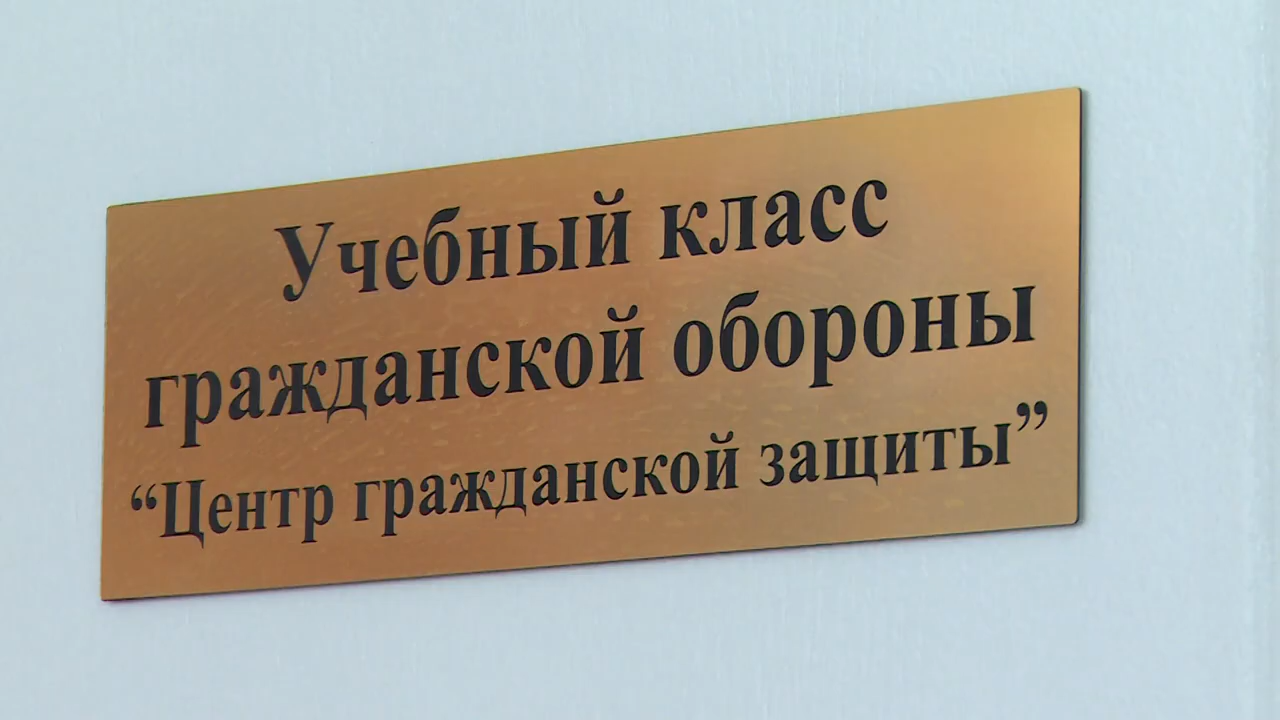 Учебный класс
гражданской обороны
“Центр гражданской защиты”